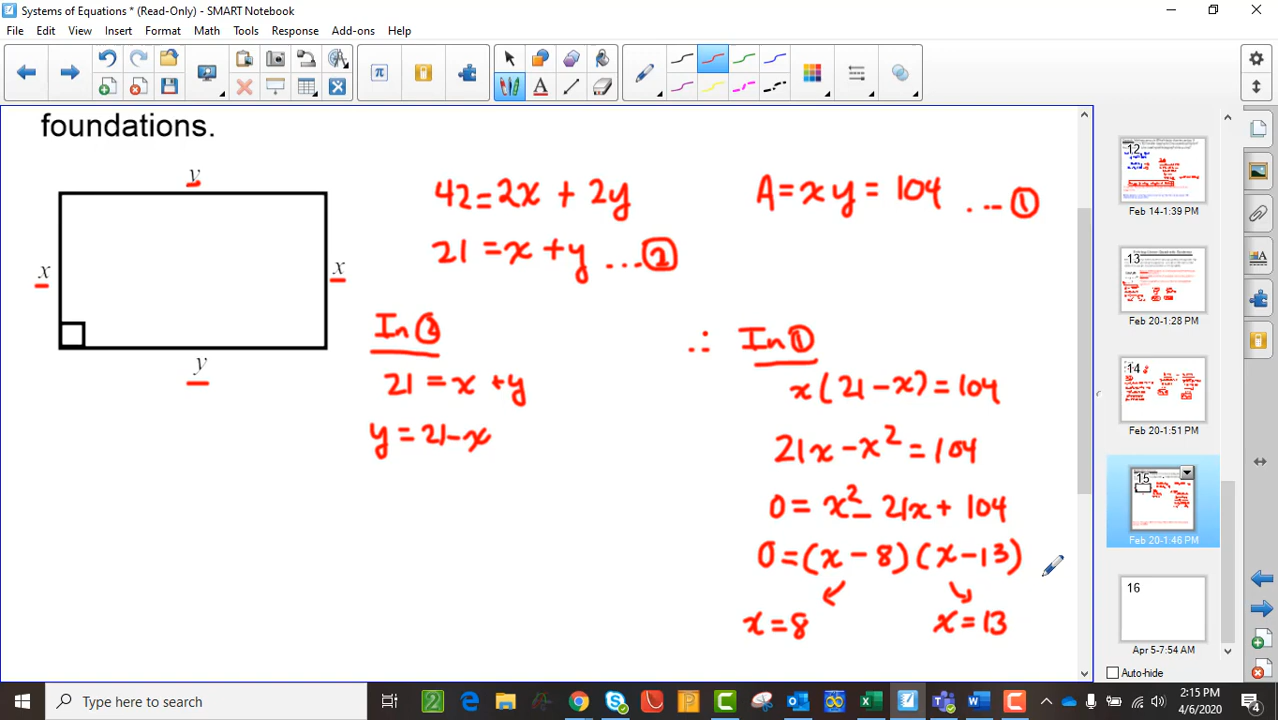 Systems of Equations * (Read-Only) - SMART Notebook
File Edit View Insert Format Math Tools Response Add-ons Help
foundations.
y
x
x
y
42=2x + 2y
21 = x + y ...②
In ②
21 = x + y
y = 21-x
A = x y = 104 ...①
∴ In ①
x(21-x) = 104
21x - x² = 104
0 = x² - 21x + 104
0 = (x - 8)(x - 13)
x = 8
x = 13
12
Feb 14-1:39 PM
13
Feb 20-1:28 PM
14
Feb 20-1:51 PM
15
Feb 20-1:46 PM
16
Apr 5-7:54 AM
Auto-hide
Type here to search
2:15 PM
4/6/2020
4